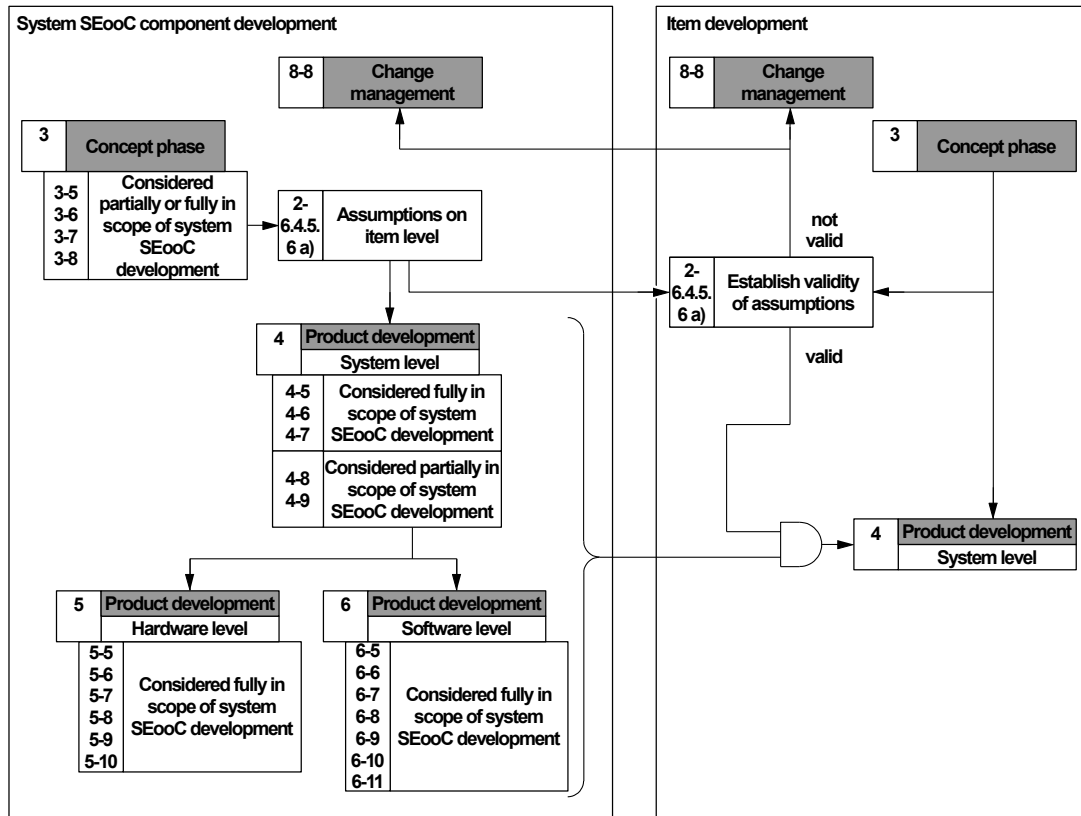 System SEooC component development
8-8
Change
management
3
Concept phase
3-5
3-6
3-7
3-8
Considered
partially or fully in
scope of system
SEooC
development
2-
6.4.5.
6 a)
Assumptions on
item level
4
Product development
System level
4-5
4-6
4-7
Considered fully in
scope of system
SEooC development
4-8
4-9
Considered partially in
scope of system
SEooC development
5
Product development
Hardware level
5-5
5-6
5-7
5-8
5-9
5-10
Considered fully in
scope of system
SEooC development
6
Product development
Software level
6-5
6-6
6-7
6-8
6-9
6-10
6-11
Considered fully in
scope of system
SEooC development
Item development
8-8
Change
management
3
Concept phase
not
valid
2-
6.4.5.
6 a)
Establish validity
of assumptions
valid
4
Product development
System level